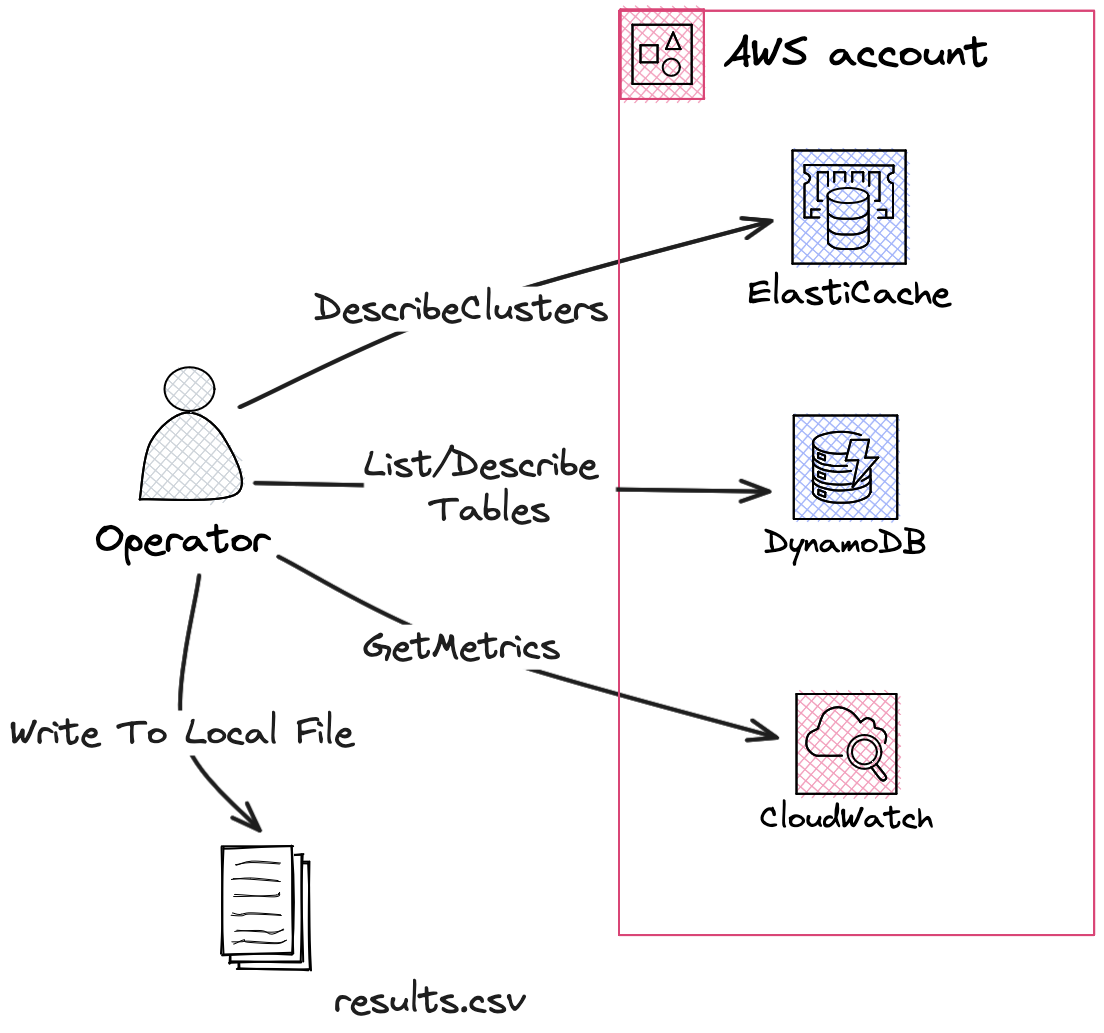 AWS account
ElastiCache
DescribeClusters
List/Describe
Tables
Operator
DynamoDB
GetMetrics
Write To Local File
CloudWatch
results.csv